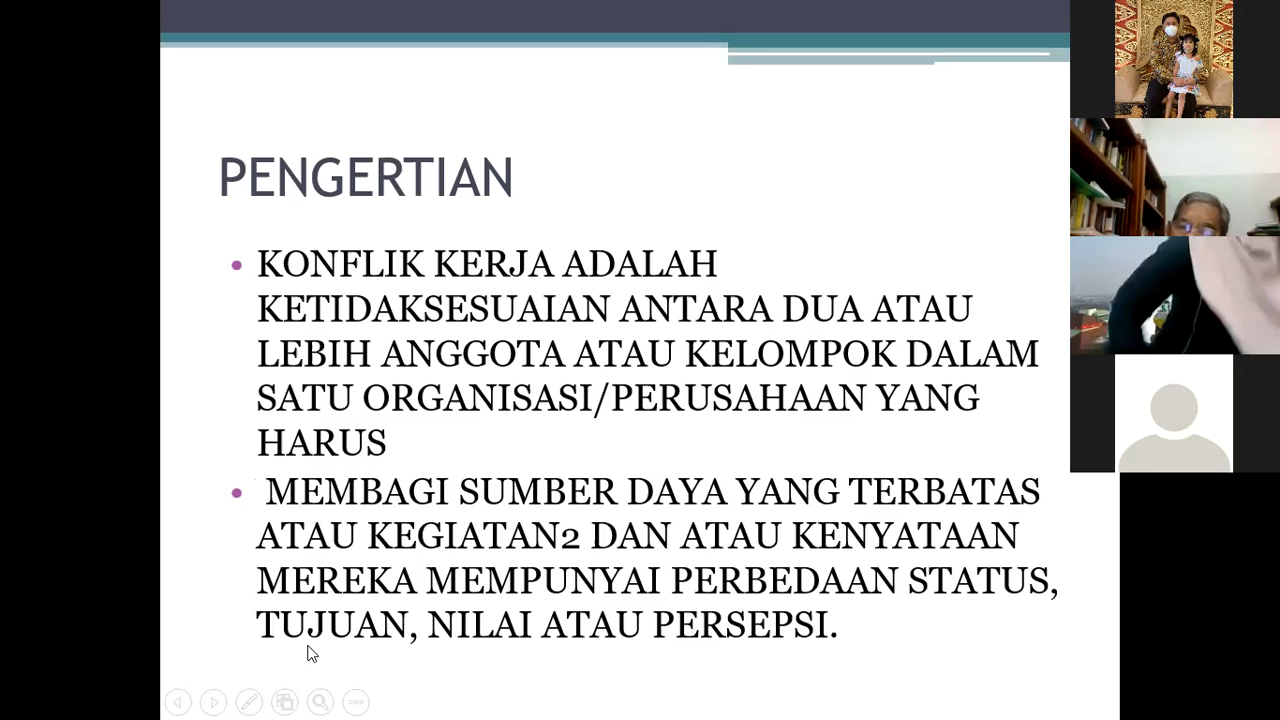 PENGERTIAN
• KONFLIK KERJA ADALAH
KETIDAKSESUAIAN ANTARA DUA ATAU
LEBIH ANGGOTA ATAU KELOMPOK DALAM
SATU ORGANISASI/PERUSAHAAN YANG
HARUS
• MEMBAGI SUMBER DAYA YANG TERBATAS
ATAU KEGIATAN2 DAN ATAU KENYATAAN
MEREKA MEMPUNYAI PERBEDAAN STATUS,
TUJUAN, NILAI ATAU PERSEPSI.